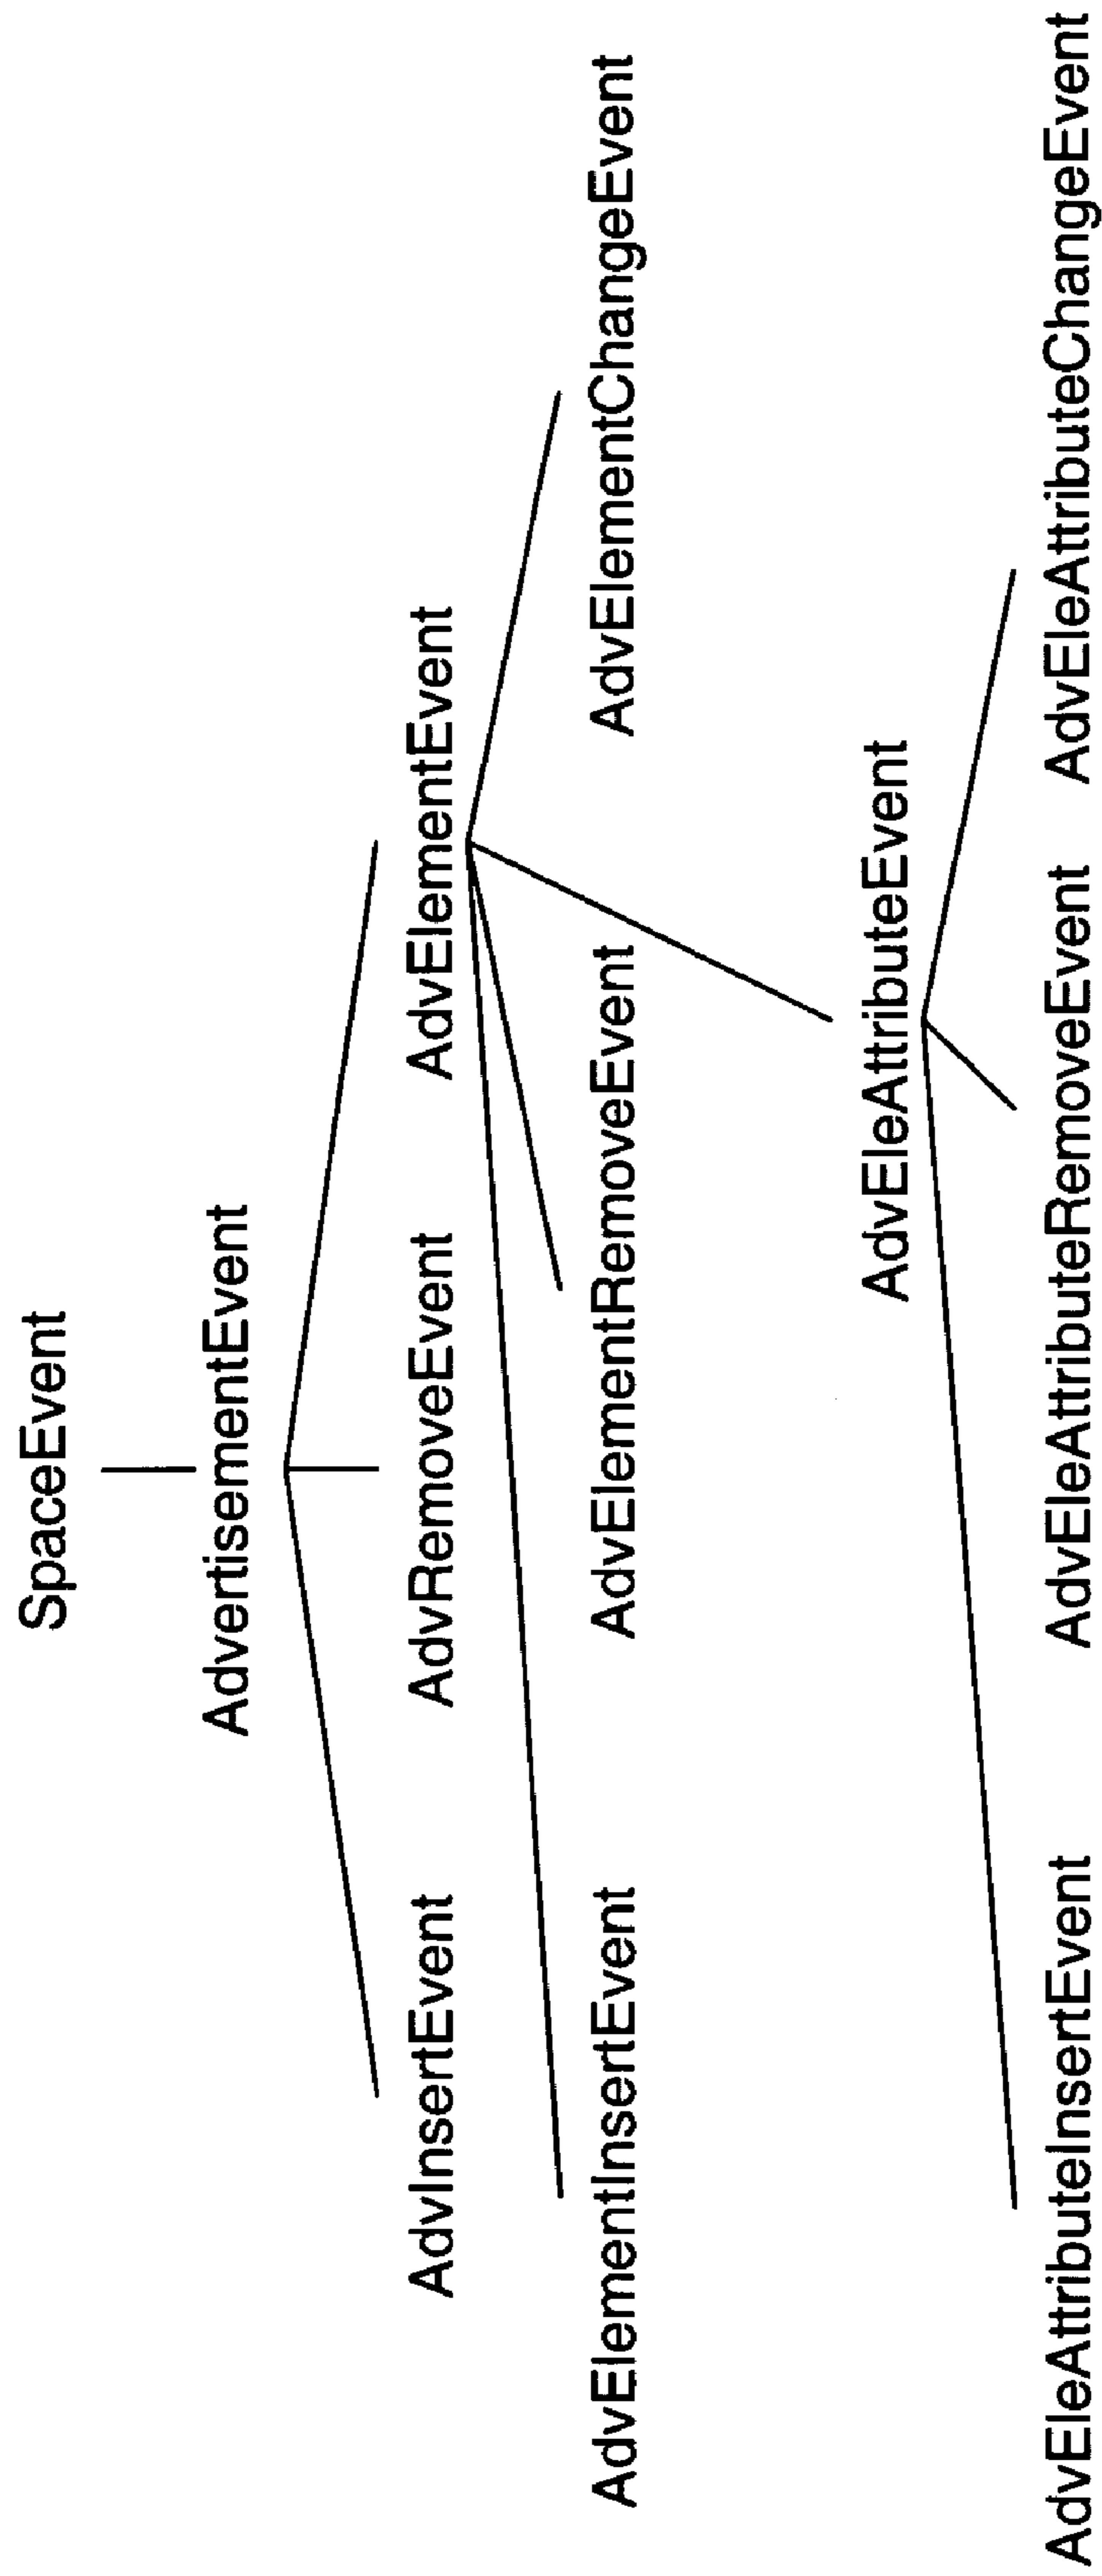 SpaceEvent
AdvertisementEvent
AdvInsertEvent
AdvRemoveEvent
AdvElementEvent
AdvElementInsertEvent
AdvElementRemoveEvent
AdvElementChangeEvent
AdvEleAttributeEvent
AdvEleAttributeInsertEvent
AdvEleAttributeRemoveEvent
AdvEleAttributeChangeEvent